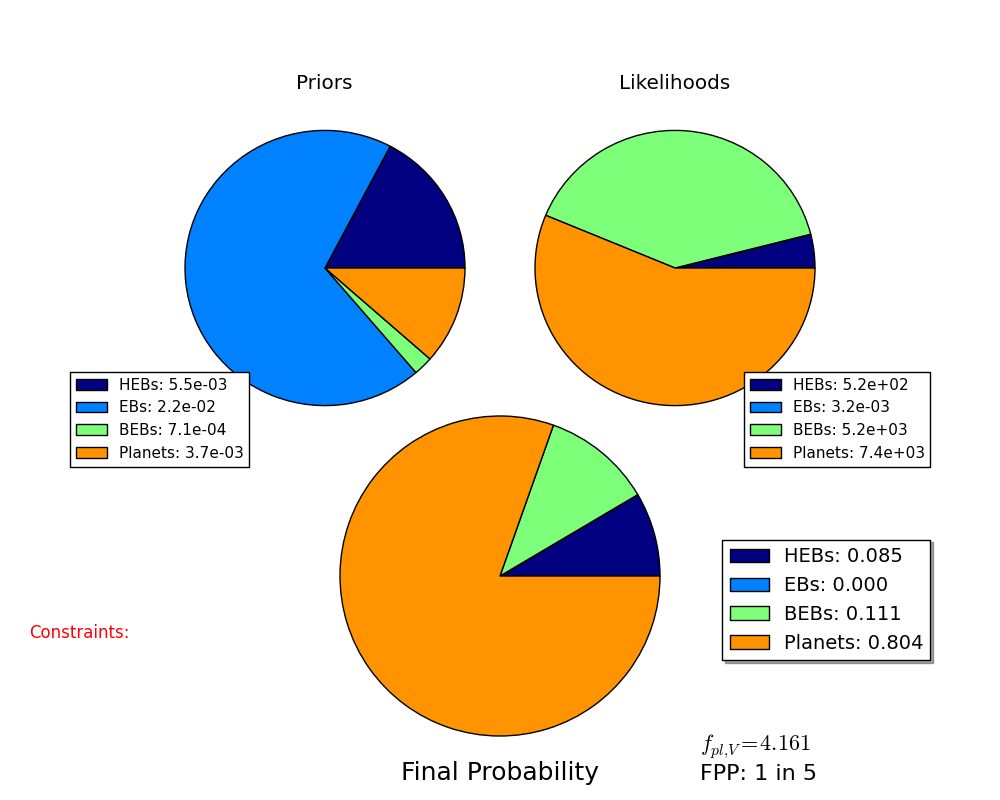 Priors
Likelihoods
HEBs: 5.5e-03
EBs: 2.2e-02
BEBs: 7.1e-04
Planets: 3.7e-03
HEBs: 5.2e+02
EBs: 3.2e-03
BEBs: 5.2e+03
Planets: 7.4e+03
HEBs: 0.085
EBs: 0.000
BEBs: 0.111
Planets: 0.804
Constraints:
f_{pl,V}=4.161
FPP: 1 in 5
Final Probability